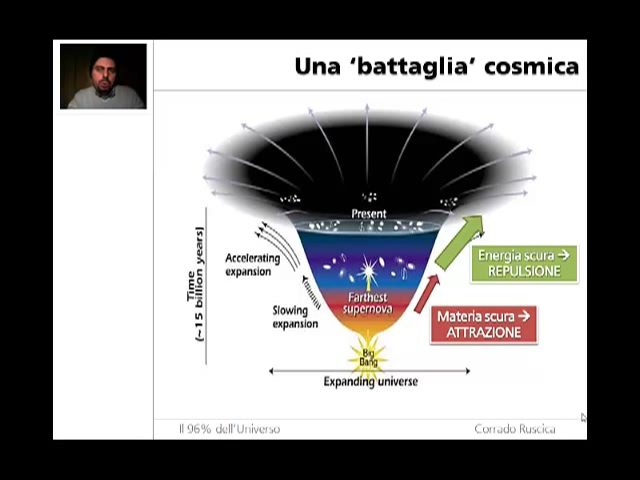 Una ‘battaglia’ cosmica
Present
Accelerating
expansion
Time
(~15 billion years)
Energia scura →
REPULSIONE
Farthest
supernova
Slowing
expansion
Materia scura →
ATTRAZIONE
Big
Bang
Expanding universe
Il 96% dell’Universo
Corrado Ruscica